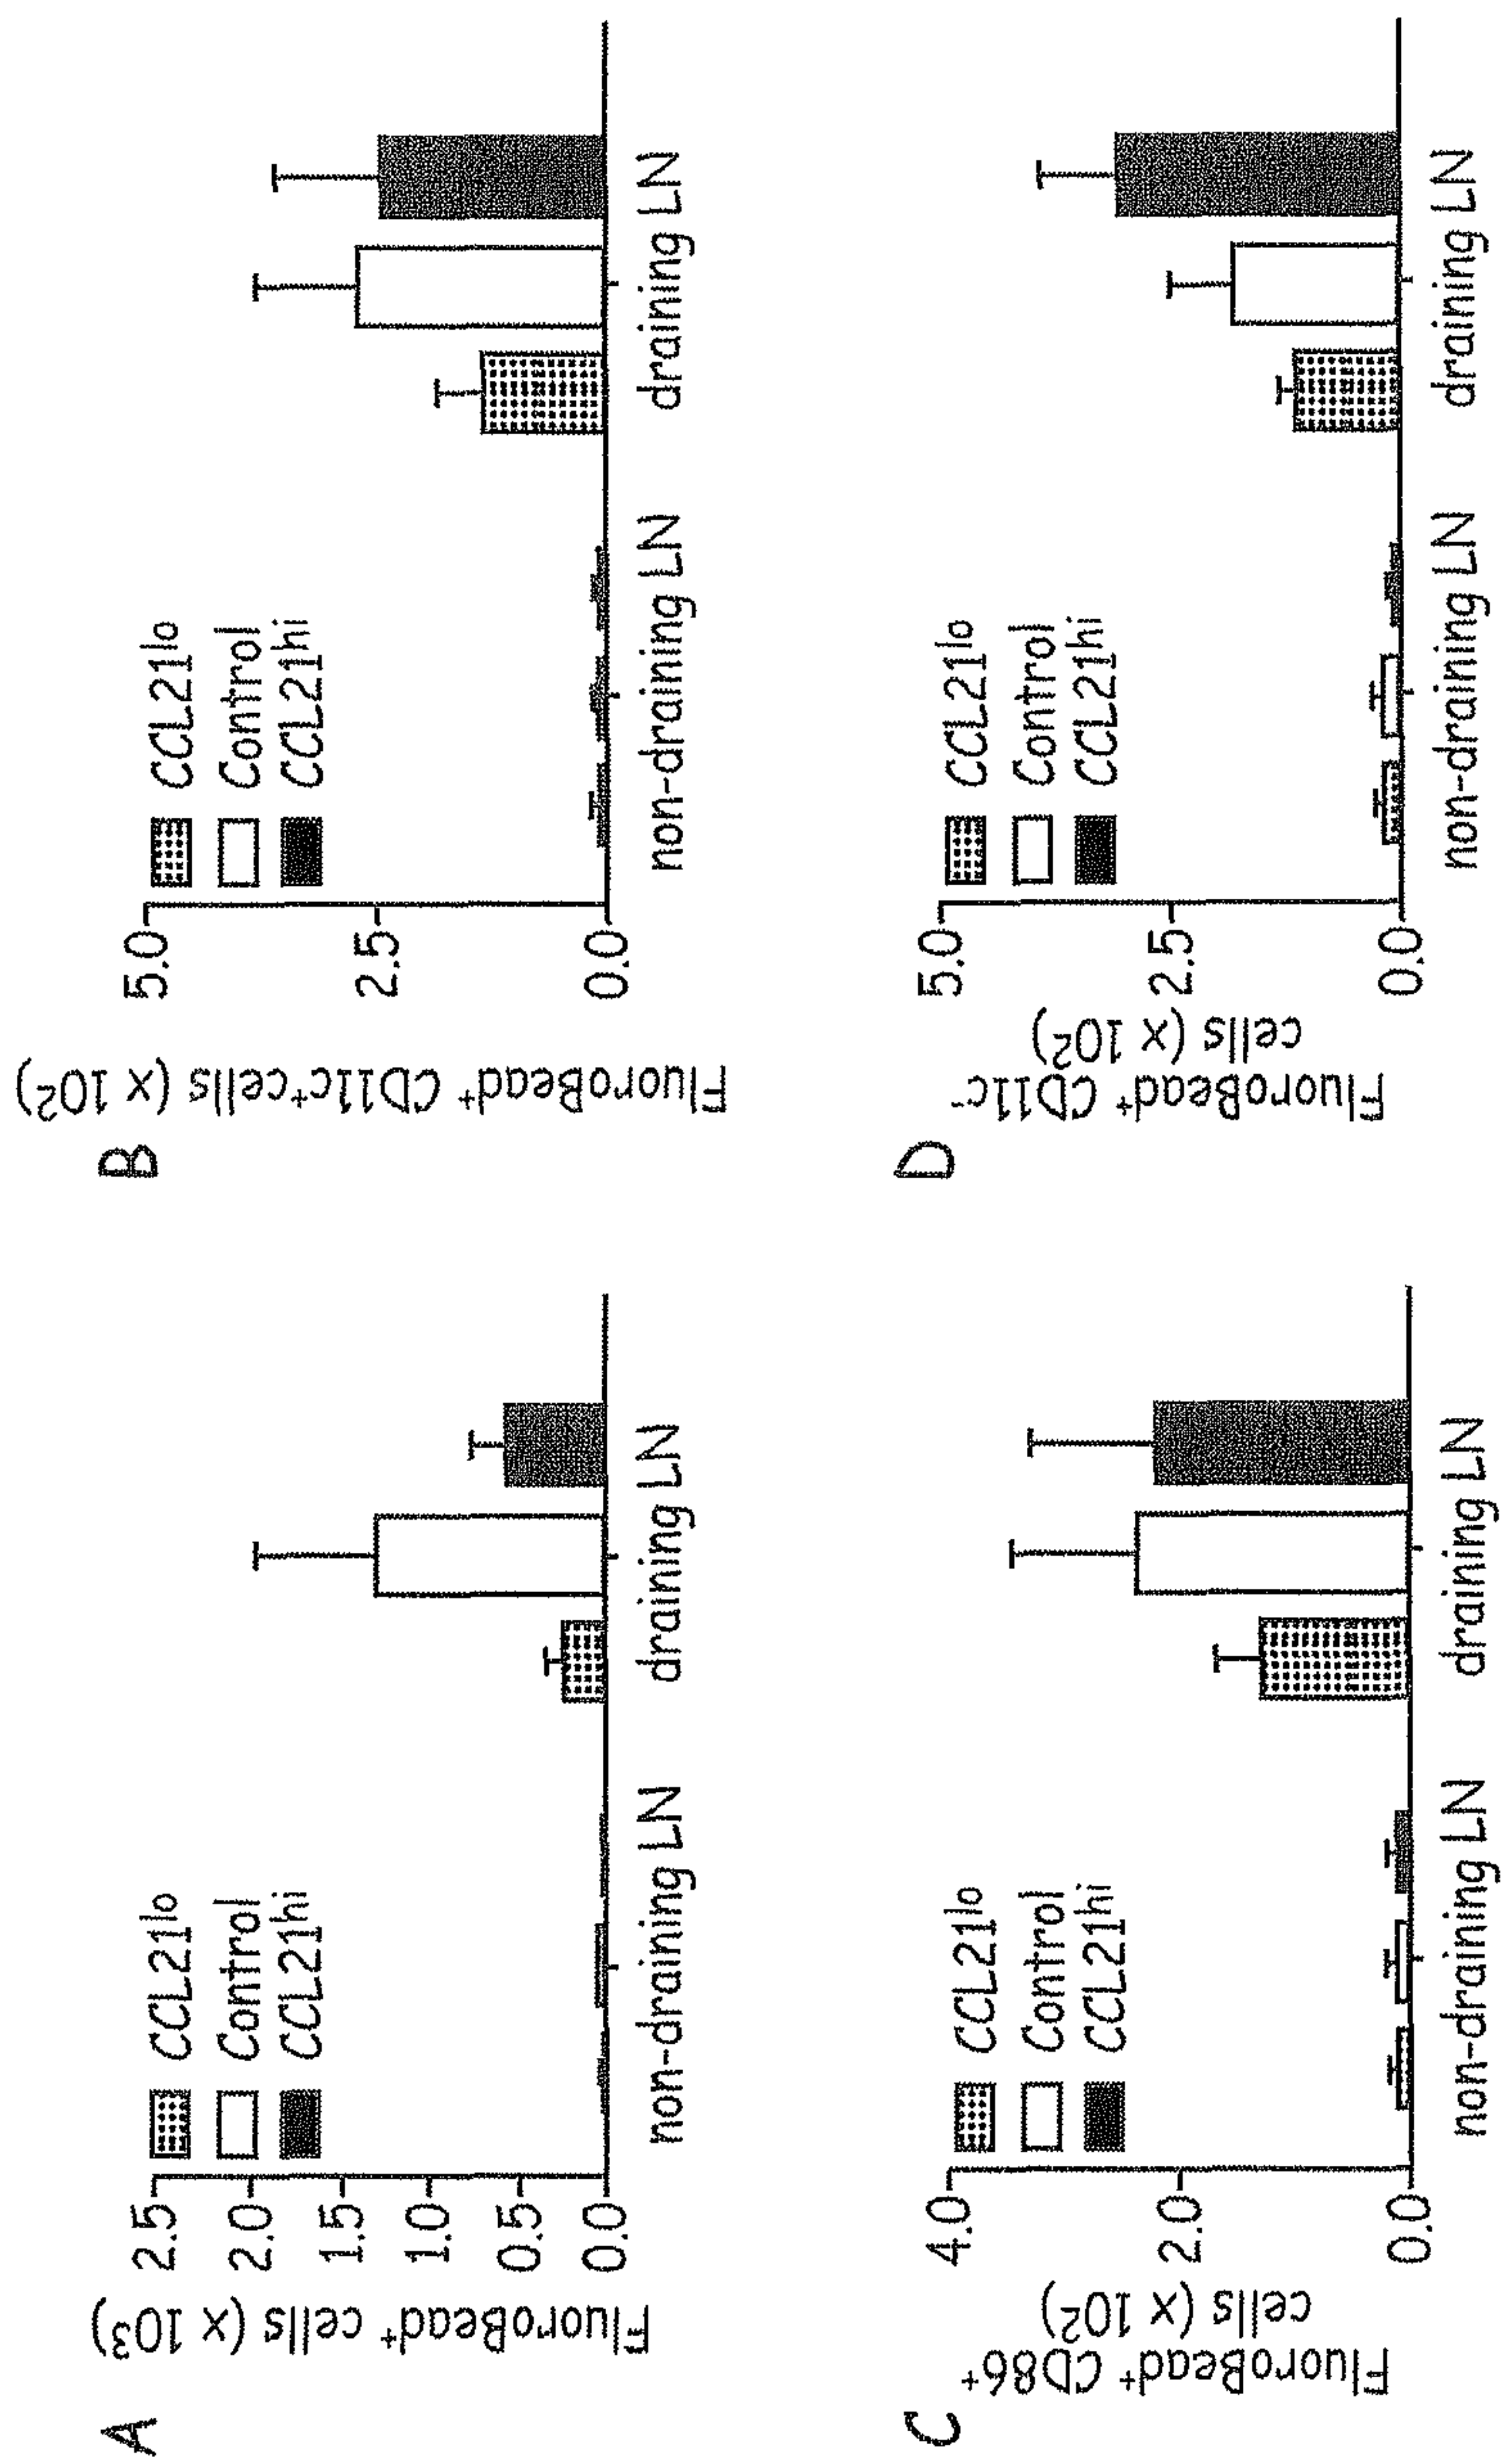 A
FluoroBead⁺ cells (x 10³)
2.5
2.0
1.5
1.0
0.5
0.0
CCL21ˡᵒ
Control
CCL21ʰⁱ
non-draining LN
draining LN
B
FluoroBead⁺ CD11c⁺cells (x 10²)
5.0
2.5
0.0
CCL21ˡᵒ
Control
CCL21ʰⁱ
non-draining LN
draining LN
C
FluoroBead⁺ CD86⁺
cells (x 10²)
4.0
2.0
0.0
CCL21ˡᵒ
Control
CCL21ʰⁱ
non-draining LN
draining LN
D
FluoroBead⁺ CD11c⁻
cells (x 10²)
5.0
2.5
0.0
CCL21ˡᵒ
Control
CCL21ʰⁱ
non-draining LN
draining LN